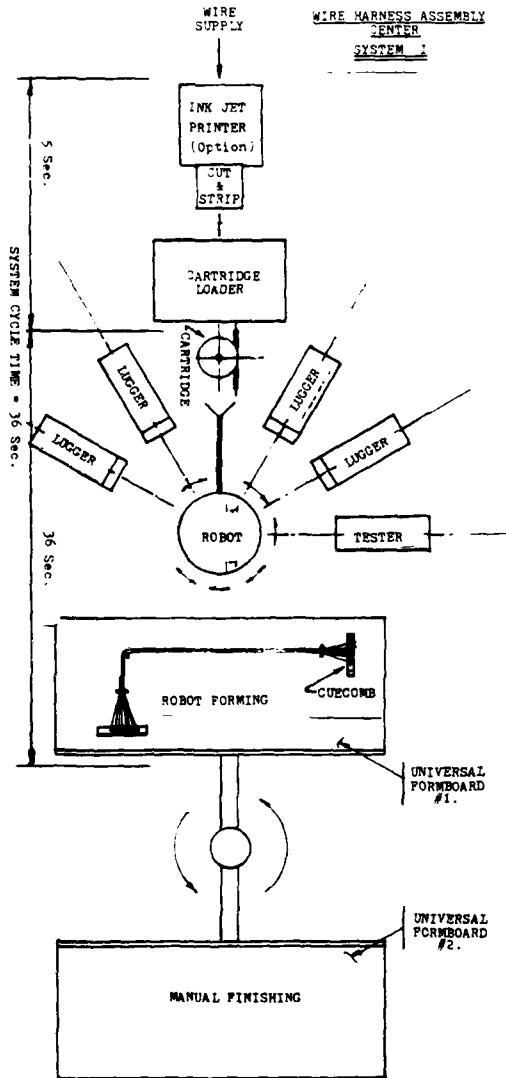 WIRE
SUPPLY
WIRE HARNESS ASSEMBLY
CENTER
SYSTEM I
INK JET
PRINTER
(Option)
CUT
&
STRIP
5 Sec.
CARTRIDGE
LOADER
SYSTEM CYCLE TIME = 36 Sec.
CARTRIDGE
LUGGER
LUGGER
LUGGER
LUGGER
ROBOT
TESTER
36 Sec.
CUECOMB
ROBOT FORMING
UNIVERSAL
FORMBOARD
#1.
UNIVERSAL
FORMBOARD
#2.
MANUAL FINISHING